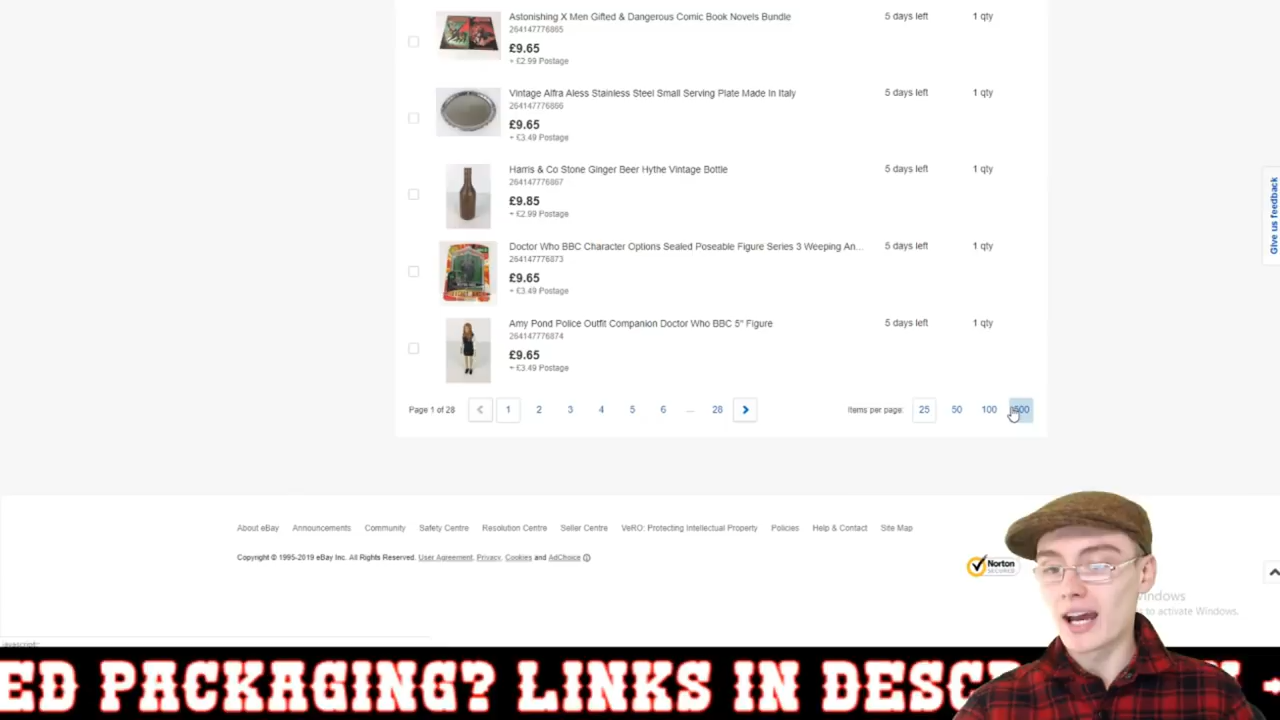 Astonishing X Men Gifted & Dangerous Comic Book Novels Bundle 5 days left 1 qty
264147776865
£9.65
+ £2.99 Postage
Vintage Alfra Aless Stainless Steel Small Serving Plate Made In Italy 5 days left 1 qty
264147776866
£9.65
+ £3.49 Postage
Harris & Co Stone Ginger Beer Hythe Vintage Bottle 5 days left 1 qty
264147776867
£9.85
+ £2.99 Postage
Doctor Who BBC Character Options Sealed Poseable Figure Series 3 Weeping An... 5 days left 1 qty
264147776873
£9.65
+ £3.49 Postage
Amy Pond Police Outfit Companion Doctor Who BBC 5" Figure 5 days left 1 qty
264147776874
£9.65
+ £3.49 Postage
Page 1 of 28 1 2 3 4 5 6 ... 28 Items per page: 25 50 100
Give us feedback
About eBay Announcements Community Safety Centre Resolution Centre Seller Centre VeRO: Protecting Intellectual Property Policies Help & Contact Site Map
Copyright © 1995-2019 eBay Inc. All Rights Reserved. User Agreement, Privacy, Cookies and AdChoice
Norton
SECURED
to activate Windows.
ED PACKAGING? LINKS IN DESC